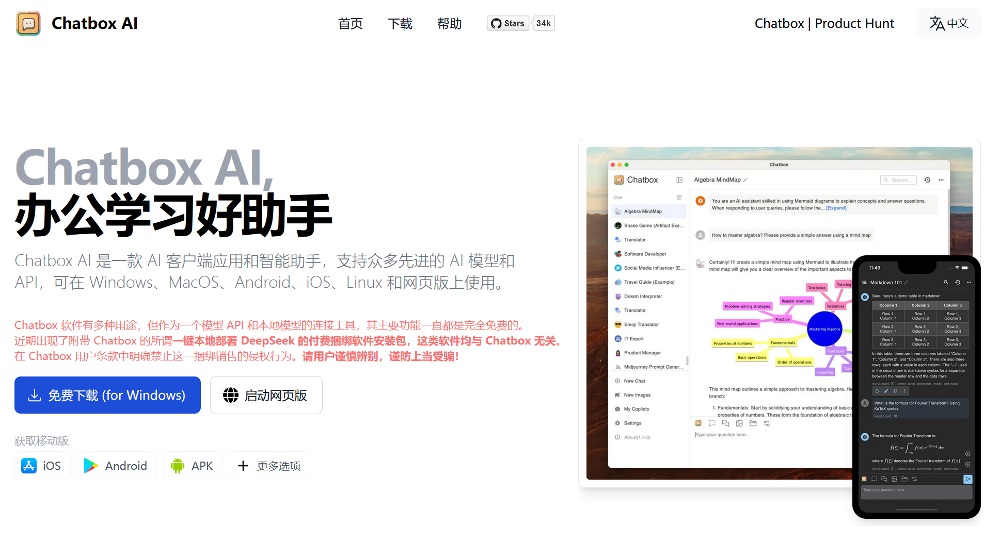 Chatbox AI
首页
下载
帮助
Stars
34k
Chatbox | Product Hunt
中文
Chatbox AI,
办公学习好助手
Chatbox AI 是一款 AI 客户端应用和智能助手，支持众多先进的 AI 模型和
API，可在 Windows、MacOS、Android、iOS、Linux 和网页版上使用。
Chatbox 软件有多种用途，但作为一个模型 API 和本地模型的连接工具，其主要功能一直都是完全免费的。
近期出现了附带 Chatbox 的所谓一键本地部署 DeepSeek 的付费捆绑软件安装包，这类软件均与 Chatbox 无关。
在 Chatbox 用户条款中明确禁止这一捆绑销售的侵权行为。请用户谨慎辨别，谨防上当受骗！
免费下载 (for Windows)
启动网页版
获取移动版
iOS
Android
APK
更多选项
Chatbox
Chatbox
Chat
Algebra MindMap
Snake Game (Artifact Exa...
Translator
Software Developer
Social Media Influencer (E...
Travel Guide (Example)
Dream Interpreter
Translator
Emoji Translator
IT Expert
Product Manager
Midjourney Prompt Gener...
New Chat
New Images
My Copilots
Settings
About(1.4.0)
Algebra MindMap
Search...
You are an AI assistant skilled in using Mermaid diagrams to explain concepts and answer questions.
When responding to user queries, please follow the... [Expand]
How to master algebra? Please provide a simple answer using a mind map
Certainly! I'll create a simple mind map using Mermaid to illustrate th
mind map will give you a clear overview of the important aspects to
Textbooks
Tutoring
Regular exercises
Problem-solving strategies
Resources
Practice
Real-world applications
Mastering Algebra
Properties of numbers
Fundamentals
Functions
Basic operations
Order of operations
Graphing
Tran
This mind map outlines a simple approach to mastering algebra. He
branch:
1. Fundamentals: Start by solidifying your understanding of basic
properties of numbers. These form the foundation of algebraic th
Type your question here...
11:49
Markdown 101
Sure, here's a demo table in markdown:
Column 1 Column 2 Column 3
Row 1, Column 1 Row 1, Column 2 Row 1, Column 3
Row 2, Column 1 Row 2, Column 2 Row 2, Column 3
Row 3, Column 1 Row 3, Column 2 Row 3, Column 3
In this table, there are three columns labeled "Column
1", "Column 2", and "Column 3". There are also three
rows, each with a value in each column. The "---" used
in the second row is markdown syntax for a separator
between the header row and the data rows.
word count: 97, tokens used: unknown, model: unknown
What is the formula for Fourier Transform? Using
KaTeX syntax.
word count: 10
The formula for Fourier Transform is:
f̂(ξ) = ∫_{-∞}^{∞} f(x) e^{-2πixξ} dx
where f̂(ξ) denotes the Fourier transform of f(x).
word count: 31, tokens used: unknown, model: unknown
Type your question here...